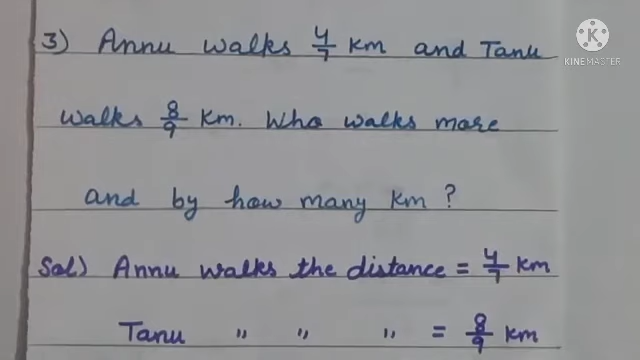 3) Annu walks 4/7 km and Tanu
walks 8/9 km. Who walks more
and by how many km?
Sol) Annu walks the distance = 4/7 km
Tanu " " " = 8/9 km
KINEMASTER